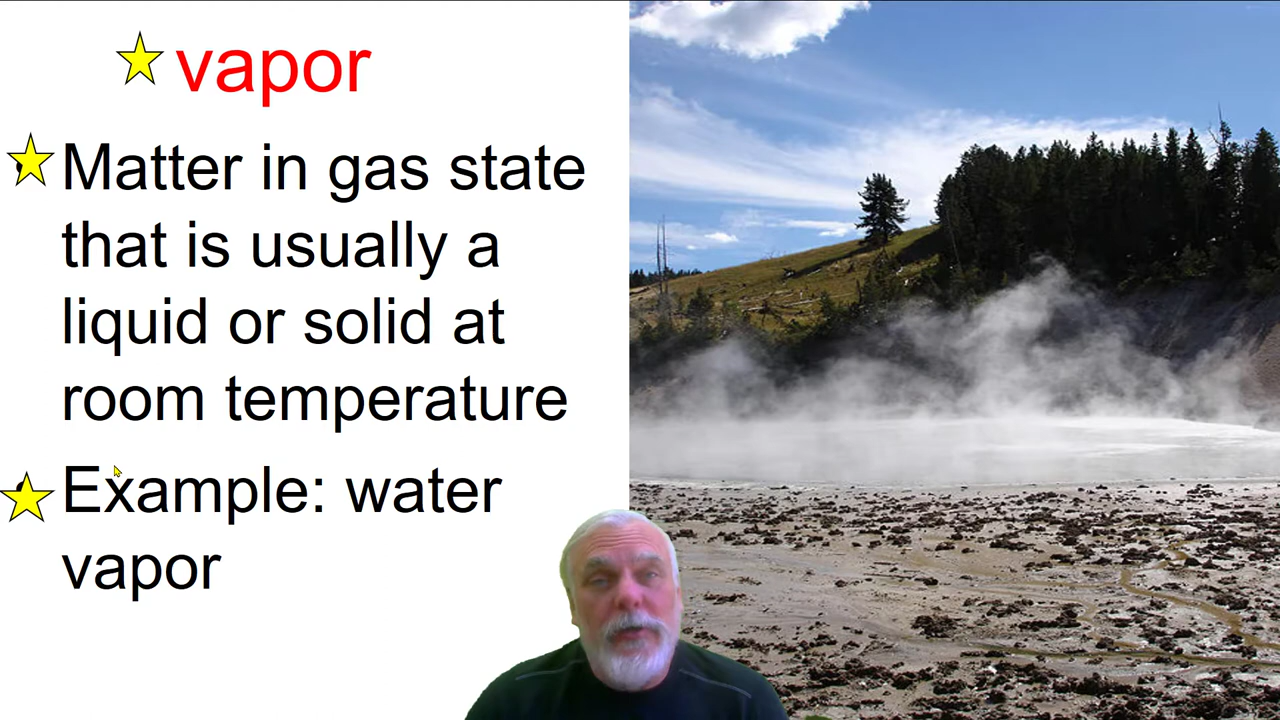 vapor
Matter in gas state
that is usually a
liquid or solid at
room temperature
Example: water
vapor